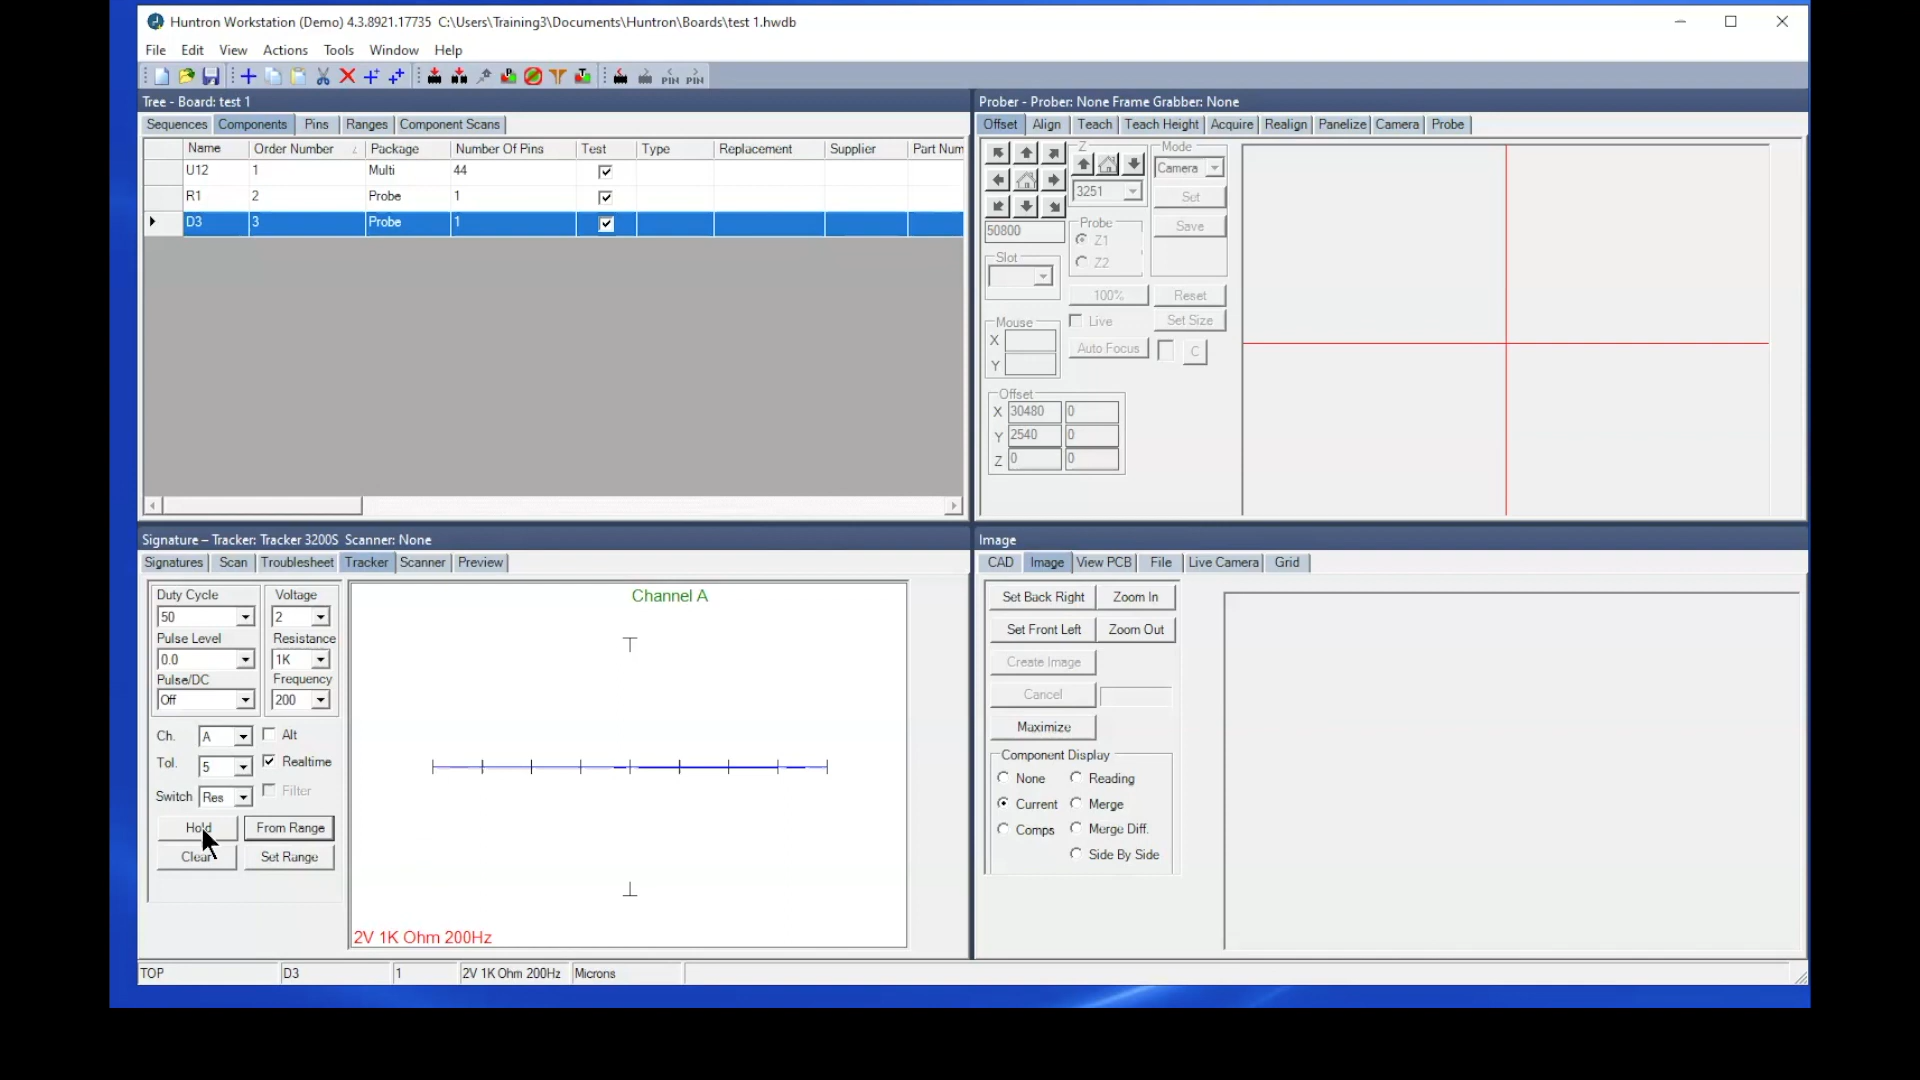 Huntron Workstation (Demo) 4.3.8921.17735 C:\Users\Training3\Documents\Huntron\Boards\test 1.hwdb
File Edit View Actions Tools Window Help
PIN PIN
Tree - Board: test 1
Sequences Components Pins Ranges Component Scans
Name Order Number Package Number Of Pins Test Type Replacement Supplier Part Num
U12 1 Multi 44
R1 2 Probe 1
D3 3 Probe 1
Prober - Prober: None Frame Grabber: None
Offset Align Teach Teach Height Acquire Realign Panelize Camera Probe
Z Mode
Camera
3251 Set
Probe Save
50800 Z1
Slot Z2
100% Reset
Mouse Live Set Size
X
Auto Focus C
Y
Offset
X 30480 0
Y 2540 0
Z 0 0
Signature – Tracker: Tracker 3200S Scanner: None
Signatures Scan Troublesheet Tracker Scanner Preview
Duty Cycle Voltage
50 2
Pulse Level Resistance
0.0 1K
Pulse/DC Frequency
Off 200
Ch. A Alt
Tol. 5 Realtime
Switch Res Filter
Hold From Range
Clear Set Range
Channel A
2V 1K Ohm 200Hz
Image
CAD Image View PCB File Live Camera Grid
Set Back Right Zoom In
Set Front Left Zoom Out
Create Image
Cancel
Maximize
Component Display
None Reading
Current Merge
Comps Merge Diff.
Side By Side
TOP D3 1 2V 1K Ohm 200Hz Microns